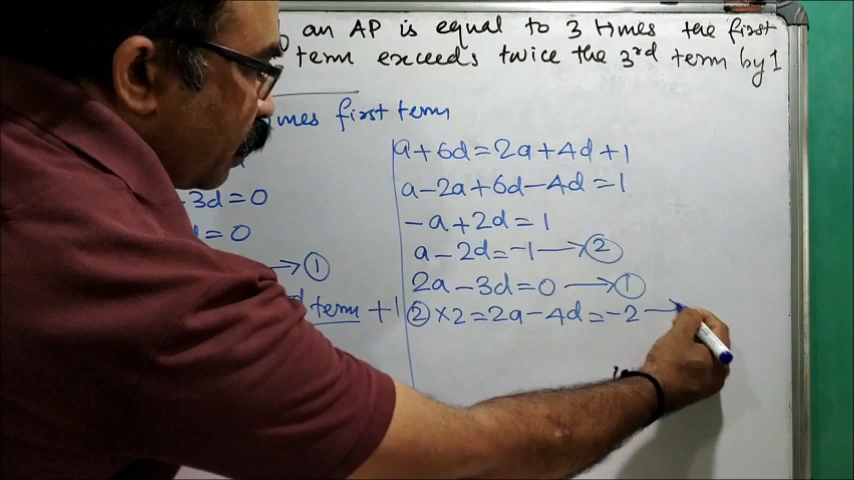 an AP is equal to 3 times the first
term exceeds twice the 3rd term by 1
times first term
- 3d = 0
= 0
→ ①
term + 1
a + 6d = 2a + 4d + 1
a - 2a + 6d - 4d = 1
- a + 2d = 1
a - 2d = -1 → ②
2a - 3d = 0 → ①
② × 2 = 2a - 4d = -2 →